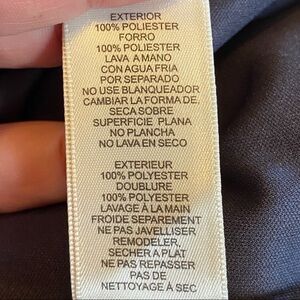 EXTERIOR
100% POLIESTER
FORRO
100% POLIESTER
LAVA A MANO
CON AGUA FRIA
POR SEPARADO
NO USE BLANQUEADOR
CAMBIAR LA FORMA DE,
SECA SOBRE
SUPERFICIE PLANA
NO PLANCHA
NO LAVA EN SECO
EXTERIEUR
100% POLYESTER
DOUBLURE
100% POLYESTER
LAVAGE À LA MAIN
FROIDE SEPAREMENT
NE PAS JAVELLISER
REMODELER,
SECHER A PLAT
NE PAS REPASSER
PAS DE
NETTOYAGE À SEC